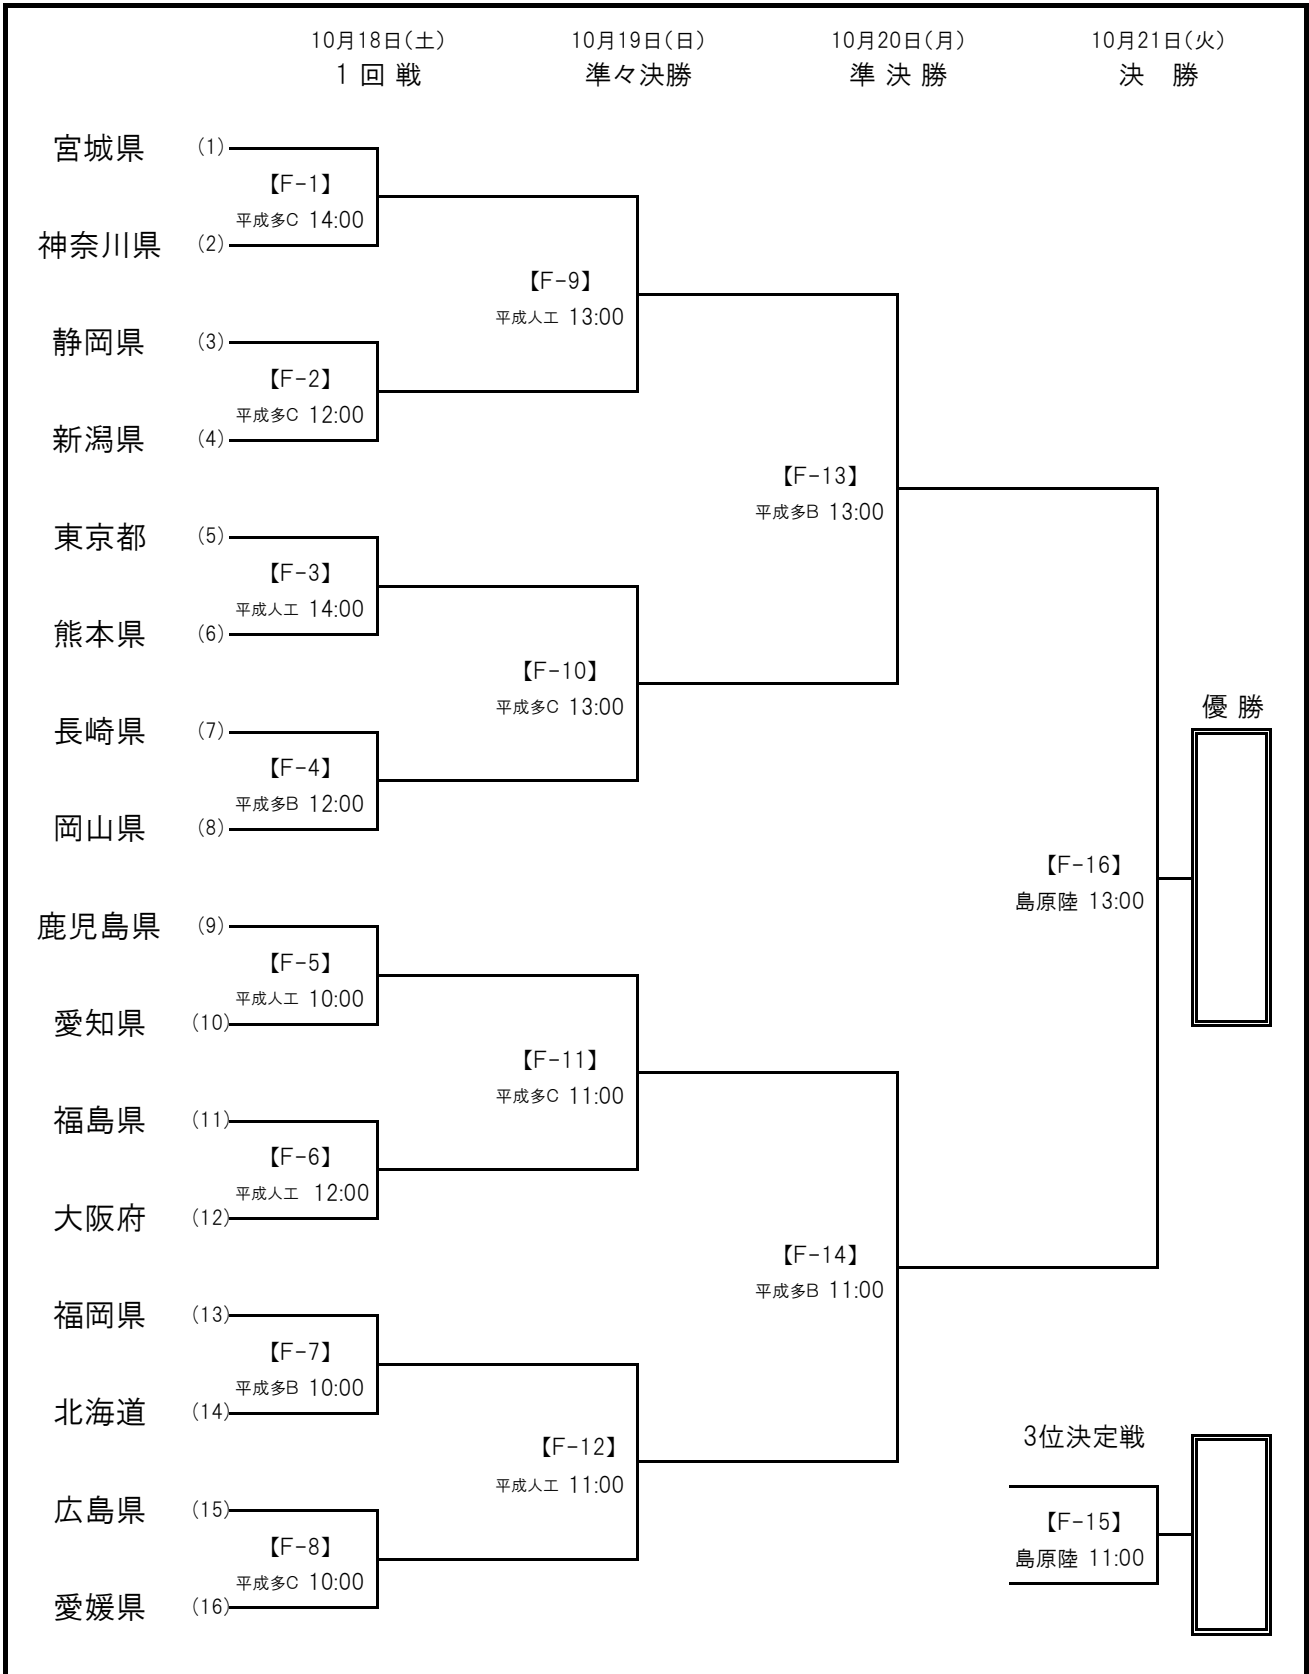 10月18日(土) 10月19日(日) 10月20日(月) 10月21日(火)
1 回 戦 準々決勝 準 決 勝 決 勝
宮城県 (1)
【F-1】
平成多C 14:00
神奈川県 (2)
【F-9】
平成人工 13:00
静岡県 (3)
【F-2】
平成多C 12:00
新潟県 (4)
【F-13】
平成多B 13:00
東京都 (5)
【F-3】
平成人工 14:00
熊本県 (6)
【F-10】
平成多C 13:00
優 勝
長崎県 (7)
【F-4】
平成多B 12:00
岡山県 (8)
【F-16】
島原陸 13:00
鹿児島県 (9)
【F-5】
平成人工 10:00
愛知県 (10)
【F-11】
平成多C 11:00
福島県 (11)
【F-6】
平成人工 12:00
大阪府 (12)
【F-14】
平成多B 11:00
福岡県 (13)
【F-7】
平成多B 10:00
北海道 (14)
3位決定戦
【F-12】
平成人工 11:00
広島県 (15)
【F-15】
島原陸 11:00
【F-8】
平成多C 10:00
愛媛県 (16)